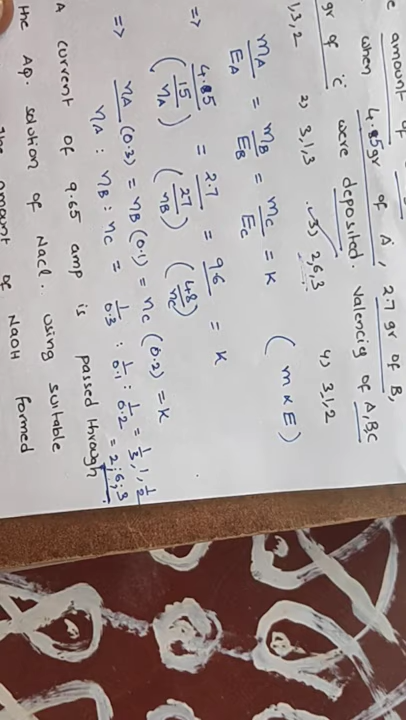 amount of
when 4.85gr of A, 2.7 gr of B,
gr of c were deposited. Valencies of A,B,C
1,3,2 2) 3,1,3 3) 2,6,3 4) 3,1,2
mA/EA = mB/EB = mC/EC = K (m ∝ E)
=> 4.85/(15/nA) = 2.7/(27/nB) = 9.6/(48/nC) = K
=> nA(0.3) = nB(0.1) = nC(0.2) = K
nA : nB : nC = 1/0.3 : 1/0.1 : 1/0.2 = 1/3, 1, 1/2 = 2:6:3
A current of 9.65 amp is passed through
the AQ. solution of Nacl. using suitable
amount of NaOH formed